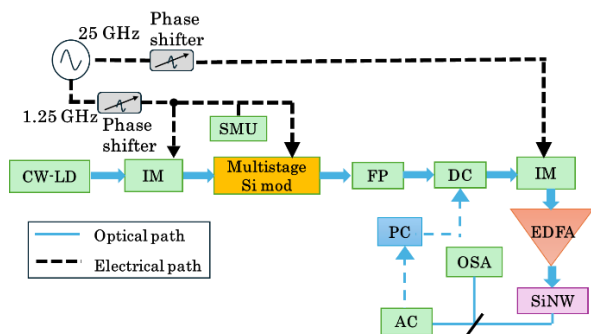 25 GHz
Phase
shifter
1.25 GHz
Phase
shifter
SMU
CW-LD
IM
Multistage
Si mod
FP
DC
IM
Optical path
Electrical path
PC
EDFA
OSA
SiNW
AC